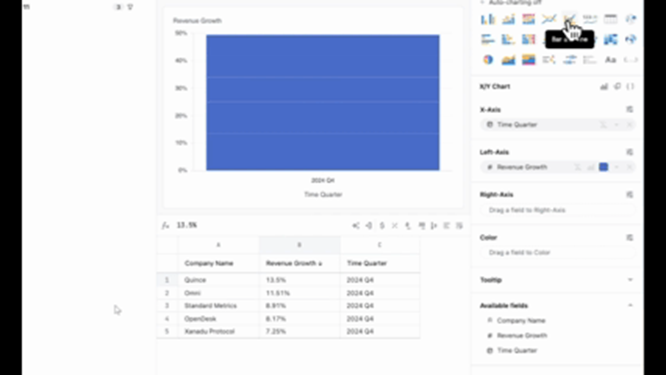 Auto-charting off
Revenue Growth
50%
40%
30%
20%
10%
0%
2024 Q4
Time Quarter
X/Y Chart
X-Axis
Time Quarter
Left-Axis
# Revenue Growth
Right-Axis
Drag a field to Right-Axis
Color
Drag a field to Color
Tooltip
Available fields
Company Name
# Revenue Growth
Time Quarter
fx 13.5%
A B C
Company Name Revenue Growth ↓ Time Quarter
1 Quince 13.5% 2024 Q4
2 Omni 11.51% 2024 Q4
3 Standard Metrics 8.91% 2024 Q4
4 OpenDesk 8.17% 2024 Q4
5 Xanadu Protocol 7.25% 2024 Q4